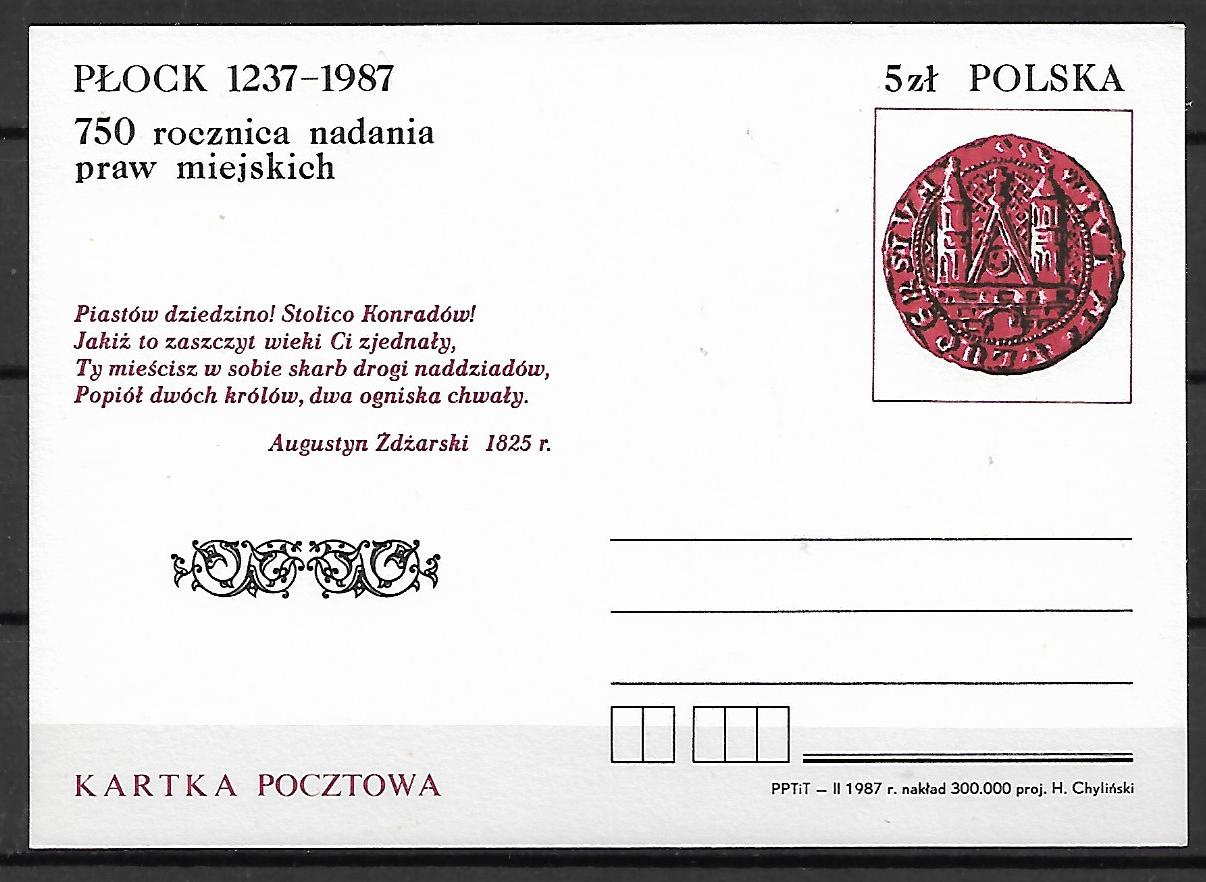 PŁOCK 1237-1987
750 rocznica nadania
praw miejskich
5zł POLSKA
Piastów dziedzino! Stolico Konradów!
Jakiż to zaszczyt wieki Ci zjednały,
Ty mieścisz w sobie skarb drogi naddziadów,
Popiół dwóch królów, dwa ogniska chwały.
Augustyn Żdżarski 1825 r.
KARTKA POCZTOWA
PPTiT – II 1987 r. nakład 300.000 proj. H. Chyliński